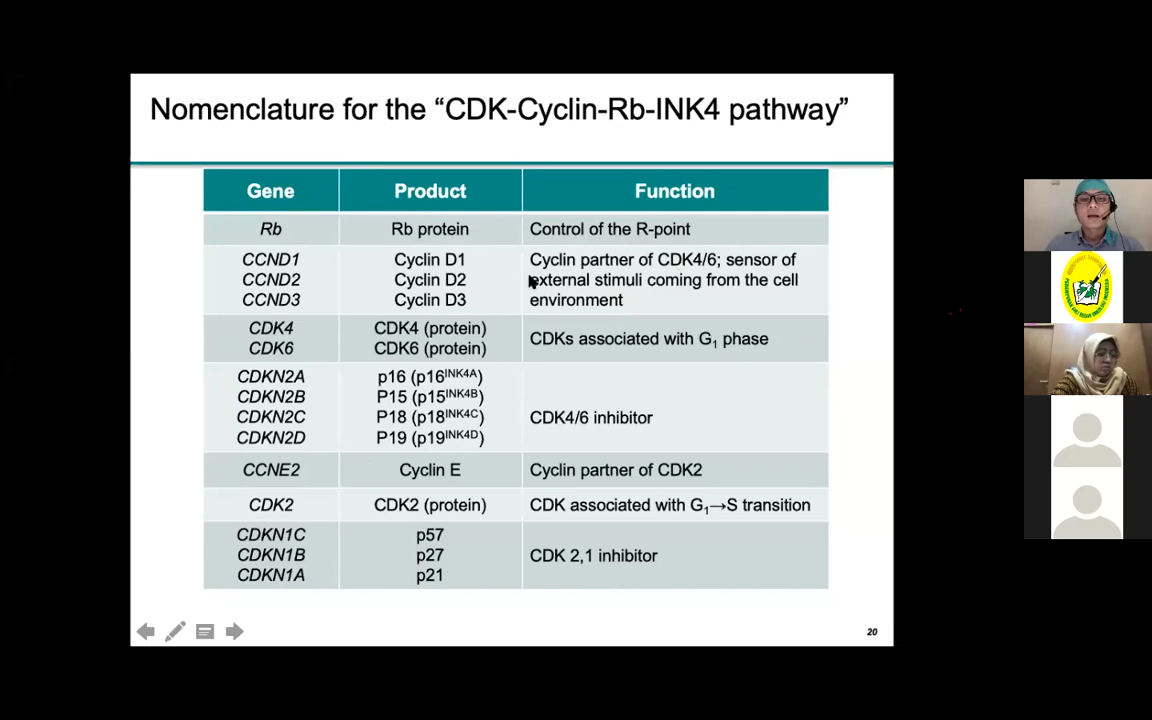 Nomenclature for the “CDK-Cyclin-Rb-INK4 pathway”
Gene Product Function
Rb Rb protein Control of the R-point
CCND1 Cyclin D1 Cyclin partner of CDK4/6; sensor of
CCND2 Cyclin D2 external stimuli coming from the cell
CCND3 Cyclin D3 environment
CDK4 CDK4 (protein)
CDKs associated with G1 phase
CDK6 CDK6 (protein)
CDKN2A p16 (p16INK4A)
CDKN2B P15 (p15INK4B)
CDKN2C P18 (p18INK4C) CDK4/6 inhibitor
CDKN2D P19 (p19INK4D)
CCNE2 Cyclin E Cyclin partner of CDK2
CDK2 CDK2 (protein) CDK associated with G1→S transition
CDKN1C p57
CDKN1B p27 CDK 2,1 inhibitor
CDKN1A p21
20